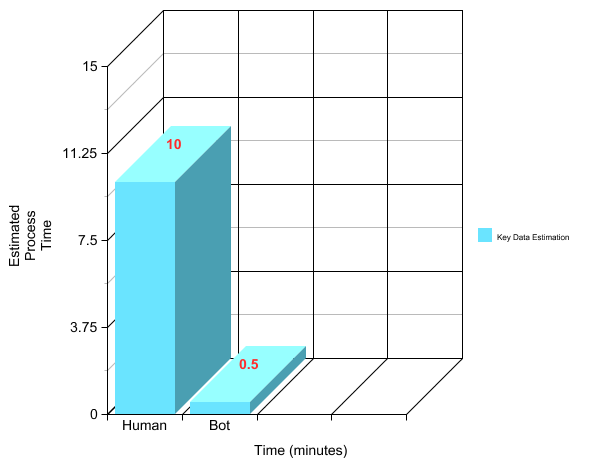 15
11.25
7.5
3.75
0
Estimated
Process
Time
10
0.5
Human
Bot
Time (minutes)
Key Data Estimation